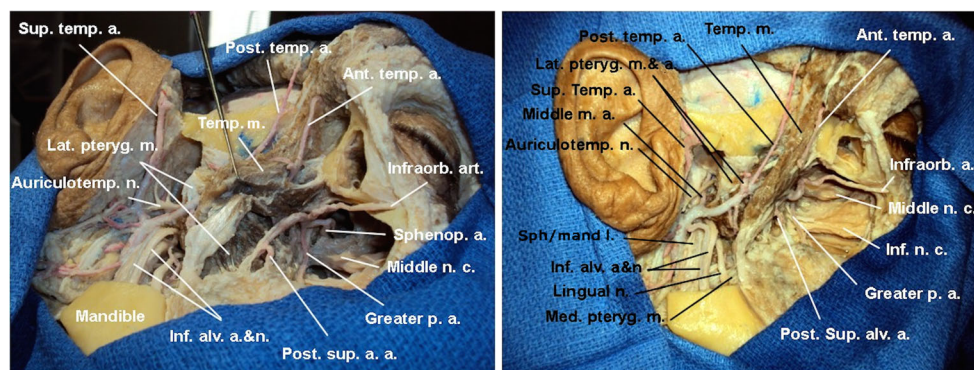 Sup. temp. a.
Post. temp. a.
Ant. temp. a.
Temp. m.
Lat. pteryg. m.
Auriculotemp. n.
Infraorb. art.
Sphenop. a.
Middle n. c.
Mandible
Greater p. a.
Inf. alv. a.&n.
Post. sup. a. a.
Post. temp. a.
Temp. m.
Ant. temp. a.
Lat. pteryg. m.& a.
Sup. Temp. a.
Middle m. a.
Auriculotemp. n.
Infraorb. a.
Middle n. c.
Sph/mand l.
Inf. n. c.
Inf. alv. a&n
Lingual n.
Greater p. a.
Med. pteryg. m.
Post. Sup. alv. a.